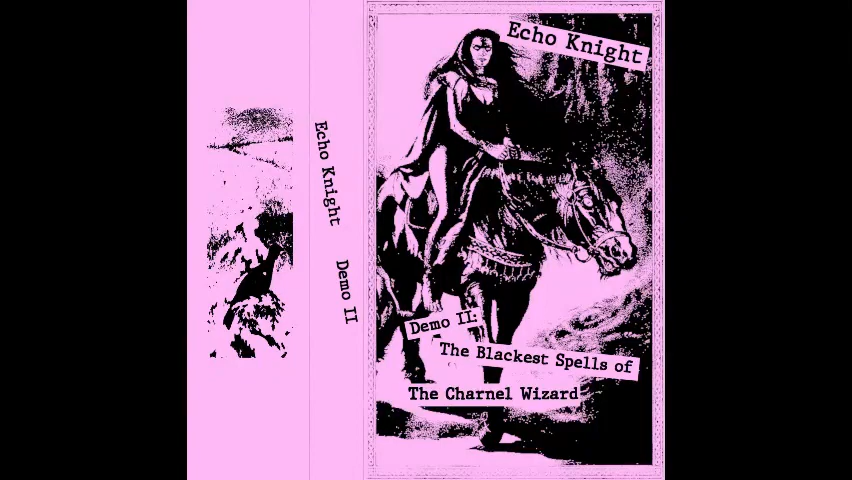 Echo Knight
Demo II
Echo Knight
Demo II:
The Blackest Spells of
The Charnel Wizard